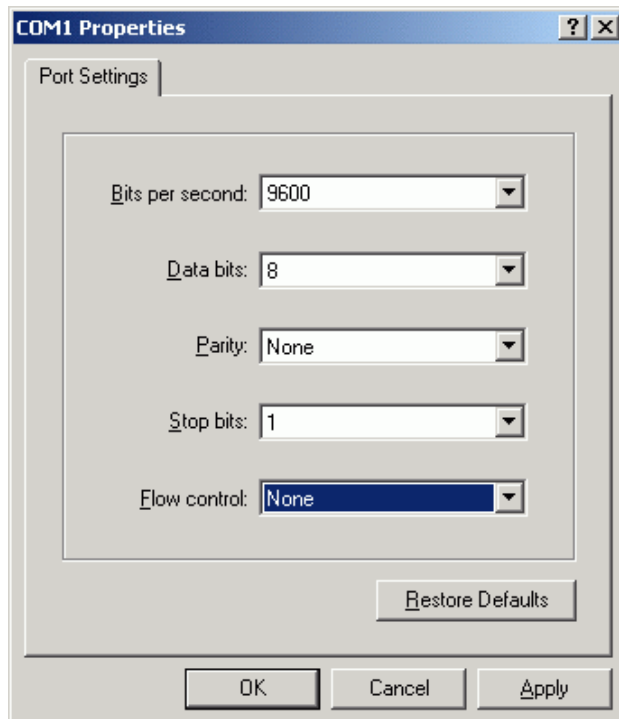 COM1 Properties
?
Port Settings
Bits per second: 9600
Data bits: 8
Parity: None
Stop bits: 1
Flow control: None
Restore Defaults
OK Cancel Apply